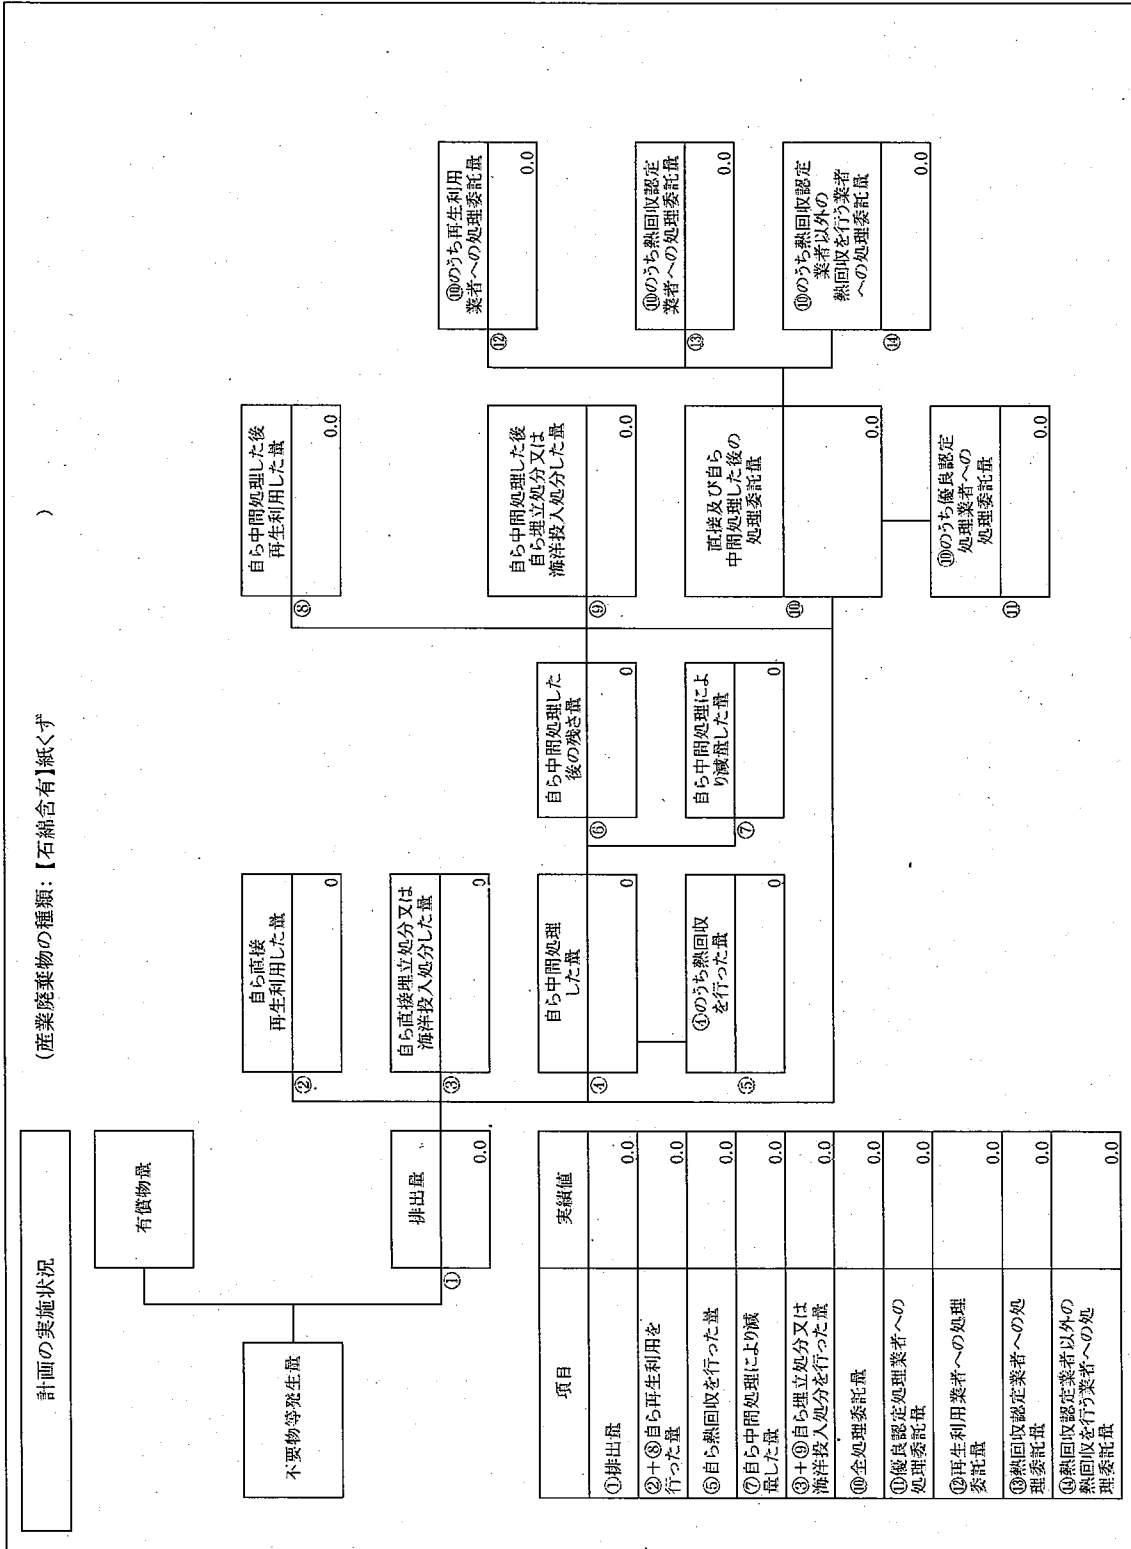 計画の実施状況
(産業廃棄物の種類:【石綿含有】紙くず
)
不要物等発生量
有償物量
①
排出量
0.0
②
自ら直接
再生利用した量
0
③
自ら直接埋立処分又は
海洋投入処分した量
0
④
自ら中間処理
した量
0
⑤
④のうち熱回収
を行った量
0
⑥
自ら中間処理した
後の残さ量
0
⑦
自ら中間処理によ
り減量した量
0
⑧
自ら中間処理した後
再生利用した量
0.0
⑨
自ら中間処理した後
自ら埋立処分又は
海洋投入処分した量
0.0
⑩
直接及び自ら
中間処理した後の
処理委託量
0.0
⑪
⑩のうち優良認定
処理業者への
処理委託量
0.0
⑫
⑩のうち再生利用
業者への処理委託量
0.0
⑬
⑩のうち熱回収認定
業者への処理委託量
0.0
⑭
⑩のうち熱回収認定
業者以外の
熱回収を行う業者
への処理委託量
0.0
項目
実績値
①排出量
0.0
②+⑧自ら再生利用を
行った量
0.0
⑤自ら熱回収を行った量
0.0
⑦自ら中間処理により減
量した量
0.0
③+⑨自ら埋立処分又は
海洋投入処分を行った量
0.0
⑩全処理委託量
0.0
⑪優良認定処理業者への
処理委託量
0.0
⑫再生利用業者への処理
委託量
0.0
⑬熱回収認定業者への処
理委託量
0.0
⑭熱回収認定業者以外の
熱回収を行う業者への処
理委託量
0.0